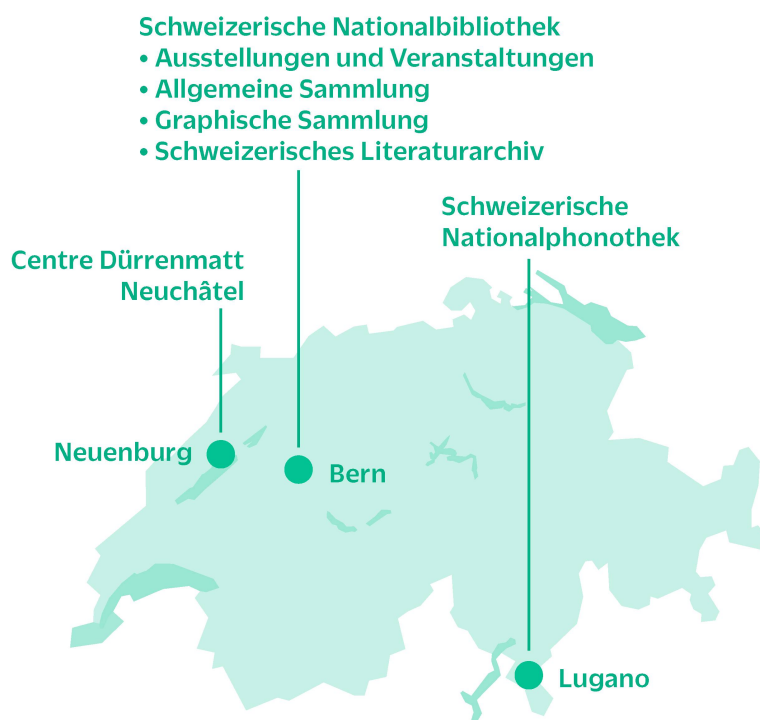 Schweizerische Nationalbibliothek
• Ausstellungen und Veranstaltungen
• Allgemeine Sammlung
• Graphische Sammlung
• Schweizerisches Literaturarchiv
Schweizerische
Nationalphonothek
Centre Dürrenmatt
Neuchâtel
Neuenburg
Bern
Lugano